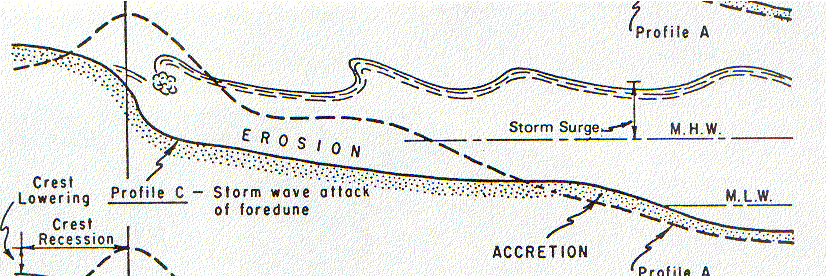 Profile A
Storm Surge
M.H.W.
EROSION
Crest
Lowering
Profile C – Storm wave attack
of foredune
M.L.W.
Crest
Recession
ACCRETION
Profile A